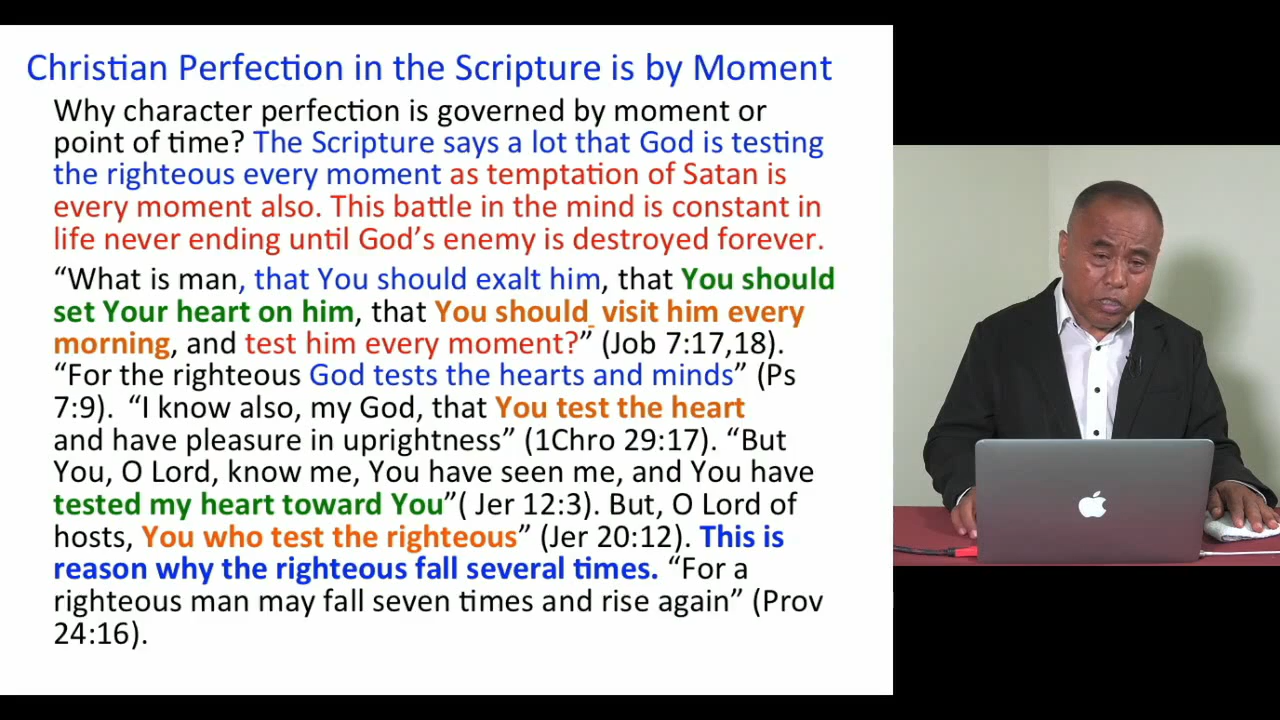 Christian Perfection in the Scripture is by Moment
Why character perfection is governed by moment or
point of time? The Scripture says a lot that God is testing
the righteous every moment as temptation of Satan is
every moment also. This battle in the mind is constant in
life never ending until God’s enemy is destroyed forever.
“What is man, that You should exalt him, that You should
set Your heart on him, that You should visit him every
morning, and test him every moment?” (Job 7:17,18).
“For the righteous God tests the hearts and minds” (Ps
7:9). “I know also, my God, that You test the heart
and have pleasure in uprightness” (1Chro 29:17). “But
You, O Lord, know me, You have seen me, and You have
tested my heart toward You”( Jer 12:3). But, O Lord of
hosts, You who test the righteous” (Jer 20:12). This is
reason why the righteous fall several times. “For a
righteous man may fall seven times and rise again” (Prov
24:16).